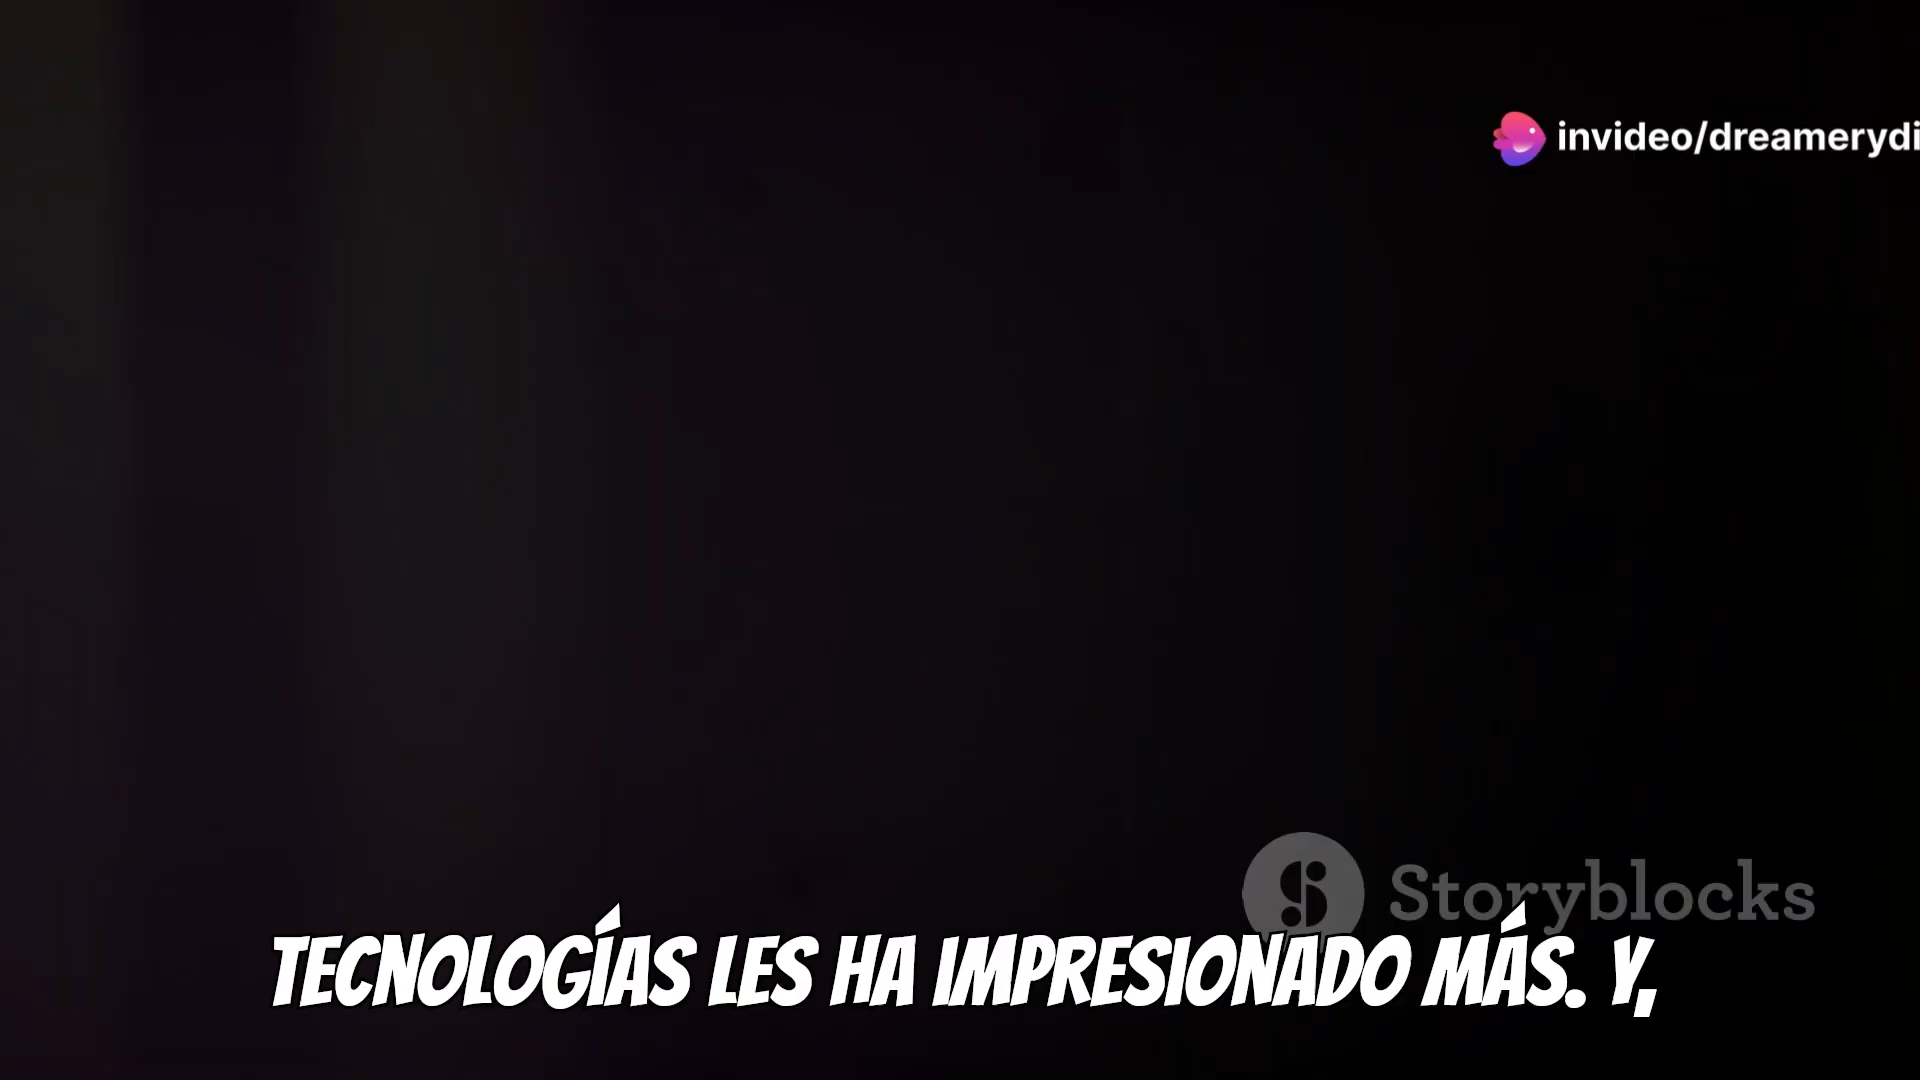 invideo/dreamerydi
Storyblocks
TECNOLOGÍAS LES HA IMPRESIONADO MÁS. Y,